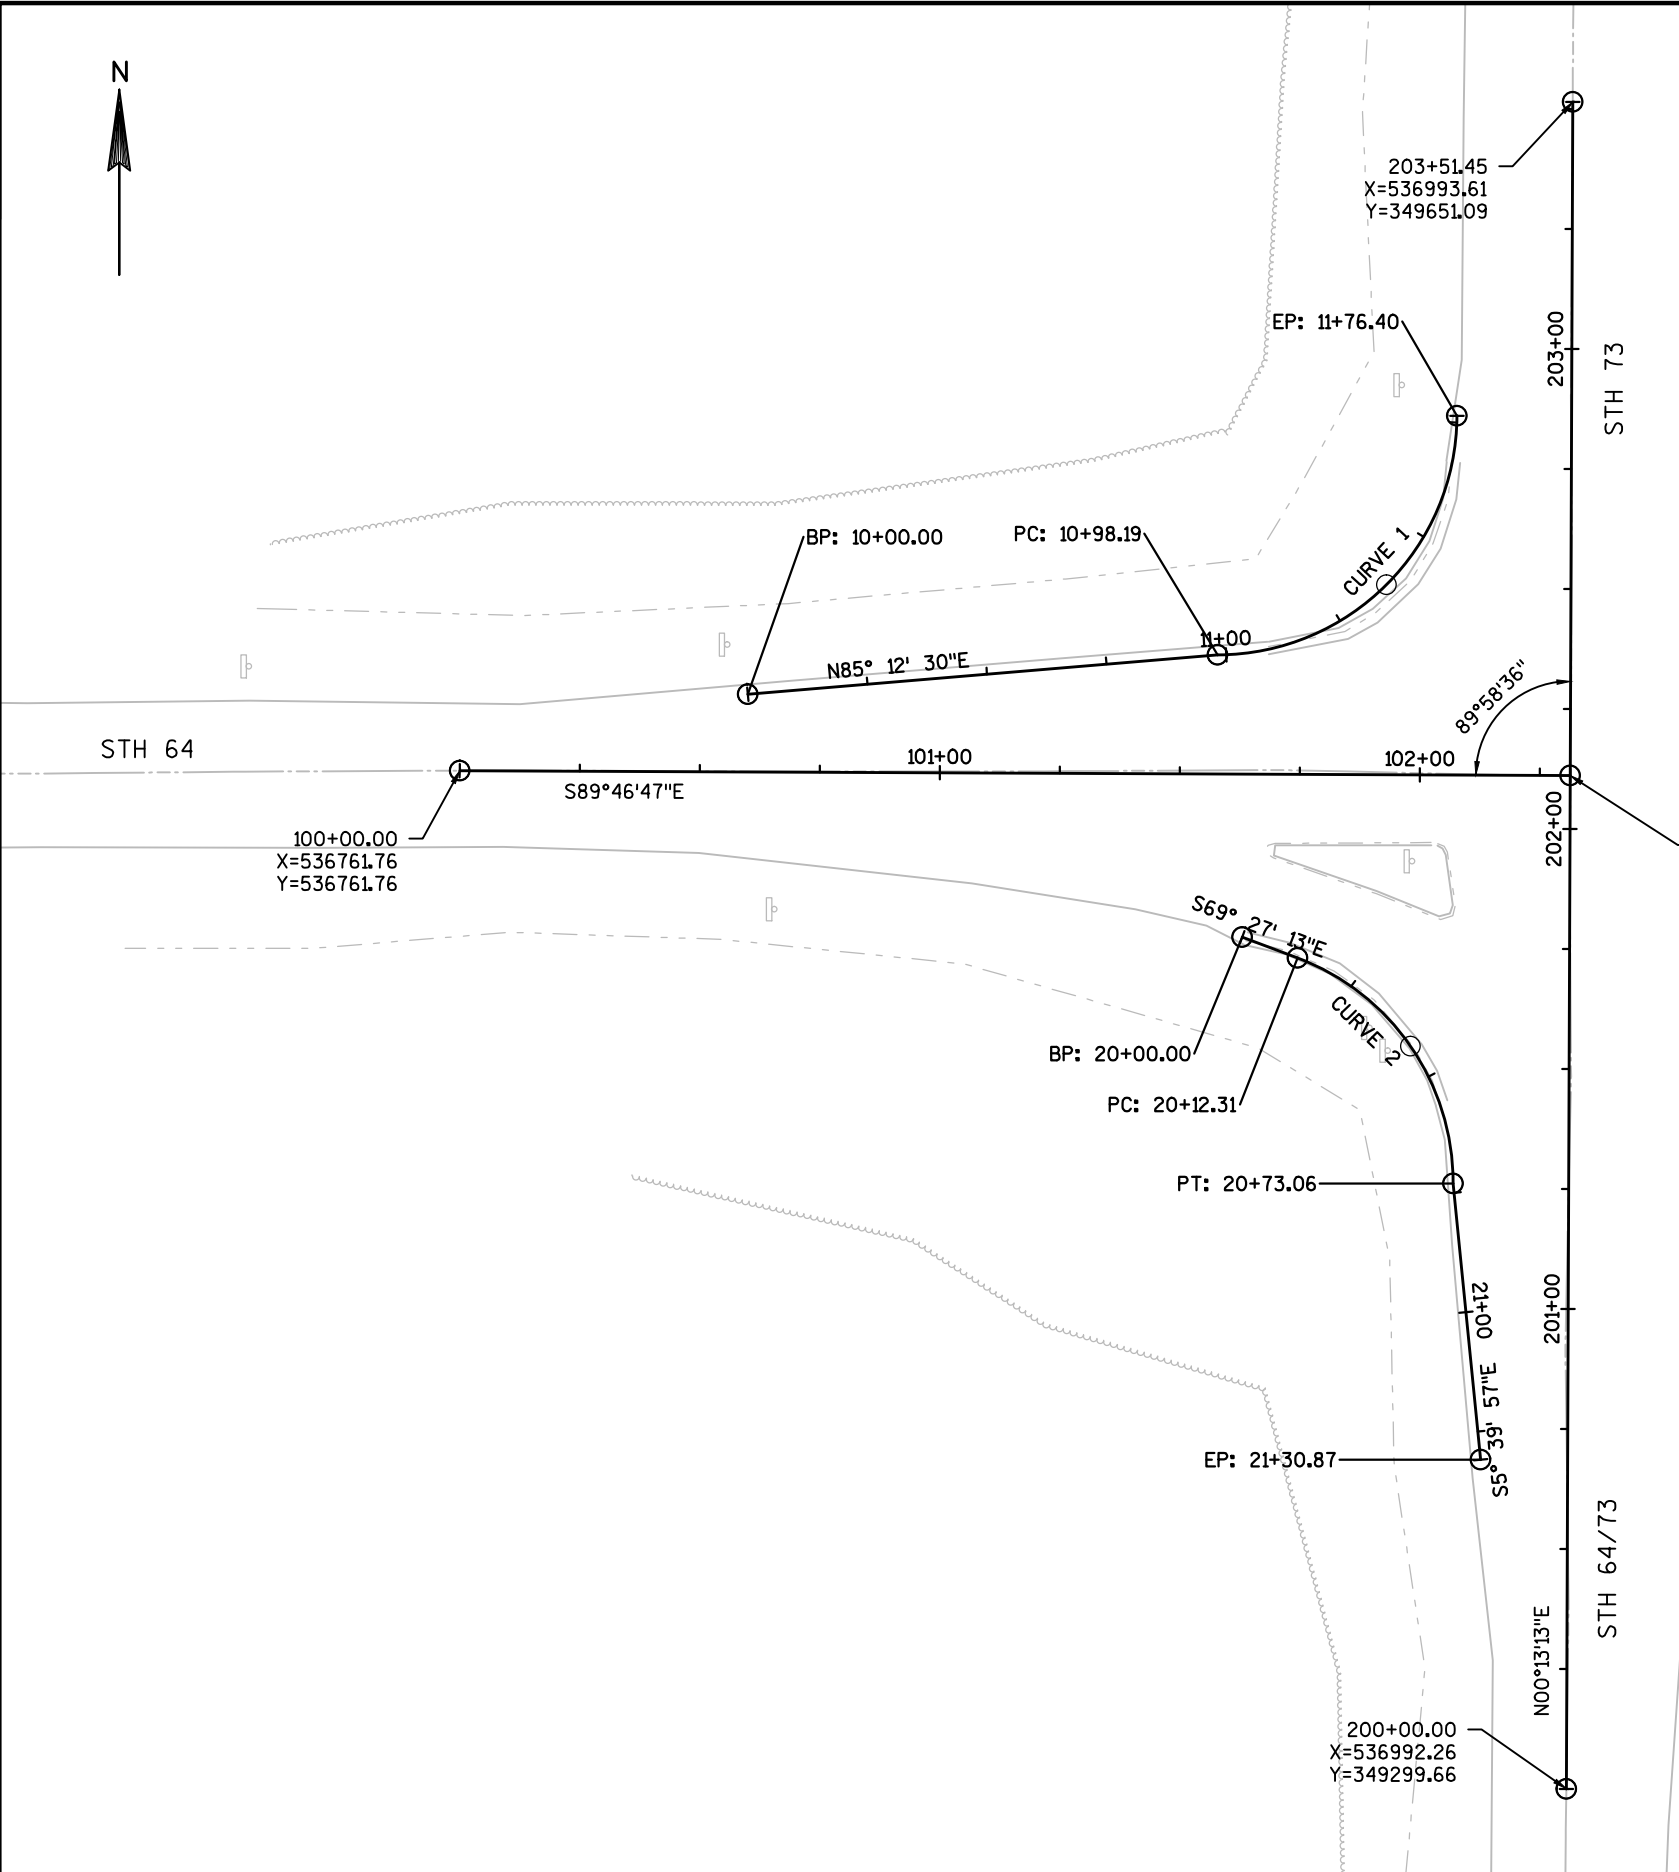 N
203+51.45
X=536993.61
Y=349651.09
EP: 11+76.40
203+00
STH 73
BP: 10+00.00
PC: 10+98.19
CURVE 1
11+00
N85° 12' 30"E
89°58'36"
STH 64
101+00
102+00
S89°46'47"E
202+00
100+00.00
X=536761.76
Y=536761.76
S69° 27' 13"E
CURVE 2
BP: 20+00.00
PC: 20+12.31
PT: 20+73.06
21+00
201+00
S5° 39' 57"E
EP: 21+30.87
STH 64/73
N00°13'13"E
200+00.00
X=536992.26
Y=349299.66